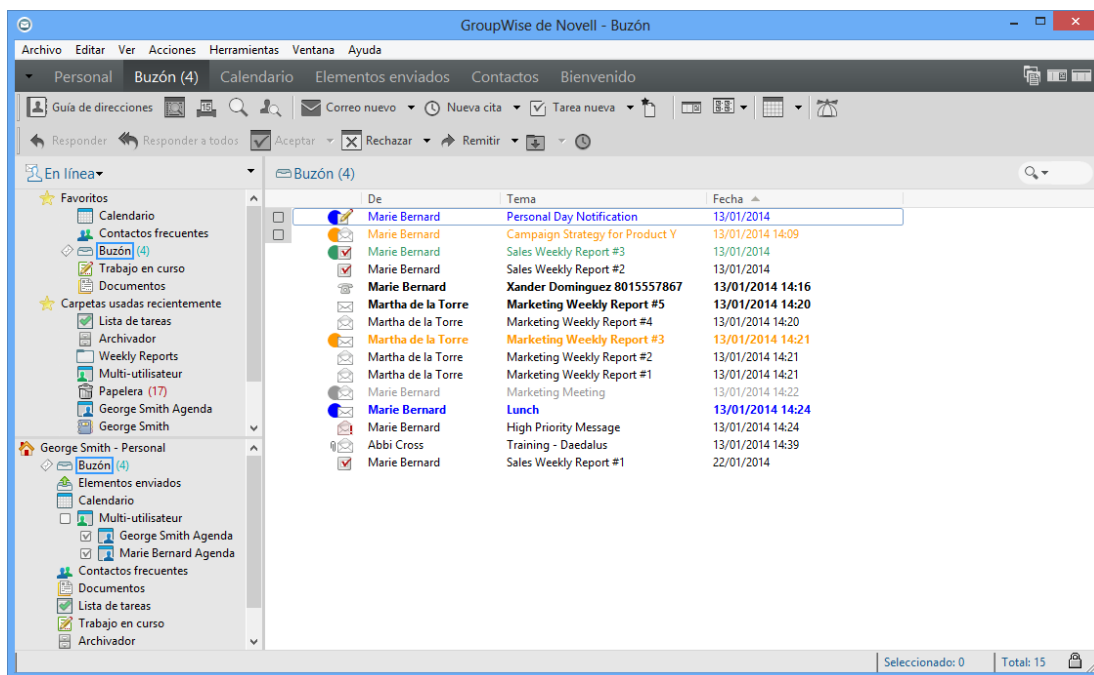 GroupWise de Novell - Buzón
Archivo Editar Ver Acciones Herramientas Ventana Ayuda
Personal Buzón (4) Calendario Elementos enviados Contactos Bienvenido
Guía de direcciones 15 Correo nuevo Nueva cita Tarea nueva
Responder Responder a todos Aceptar Rechazar Remitir
En línea
Favoritos
Calendario
Contactos frecuentes
Buzón (4)
Trabajo en curso
Documentos
Carpetas usadas recientemente
Lista de tareas
Archivador
Weekly Reports
Multi-utilisateur
Papelera (17)
George Smith Agenda
George Smith
George Smith - Personal
Buzón (4)
Elementos enviados
Calendario
Multi-utilisateur
George Smith Agenda
Marie Bernard Agenda
Contactos frecuentes
Documentos
Lista de tareas
Trabajo en curso
Archivador
Buzón (4)
De Tema Fecha
Marie Bernard Personal Day Notification 13/01/2014
Marie Bernard Campaign Strategy for Product Y 13/01/2014 14:09
Marie Bernard Sales Weekly Report #3 13/01/2014
Marie Bernard Sales Weekly Report #2 13/01/2014
Marie Bernard Xander Dominguez 8015557867 13/01/2014 14:16
Martha de la Torre Marketing Weekly Report #5 13/01/2014 14:20
Martha de la Torre Marketing Weekly Report #4 13/01/2014 14:20
Martha de la Torre Marketing Weekly Report #3 13/01/2014 14:21
Martha de la Torre Marketing Weekly Report #2 13/01/2014 14:21
Martha de la Torre Marketing Weekly Report #1 13/01/2014 14:21
Marie Bernard Marketing Meeting 13/01/2014 14:22
Marie Bernard Lunch 13/01/2014 14:24
Marie Bernard High Priority Message 13/01/2014 14:24
Abbi Cross Training - Daedalus 13/01/2014 14:39
Marie Bernard Sales Weekly Report #1 22/01/2014
Seleccionado: 0 Total: 15